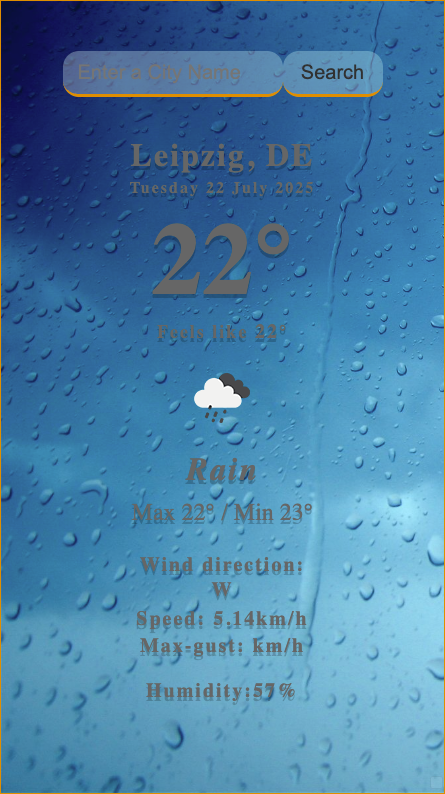 Enter a City Name
Search
Leipzig, DE
Tuesday 22 July 2025
22°
Feels like 22°
Rain
Max 22° / Min 23°
Wind direction:
W
Speed: 5.14km/h
Max-gust: km/h
Humidity:57%